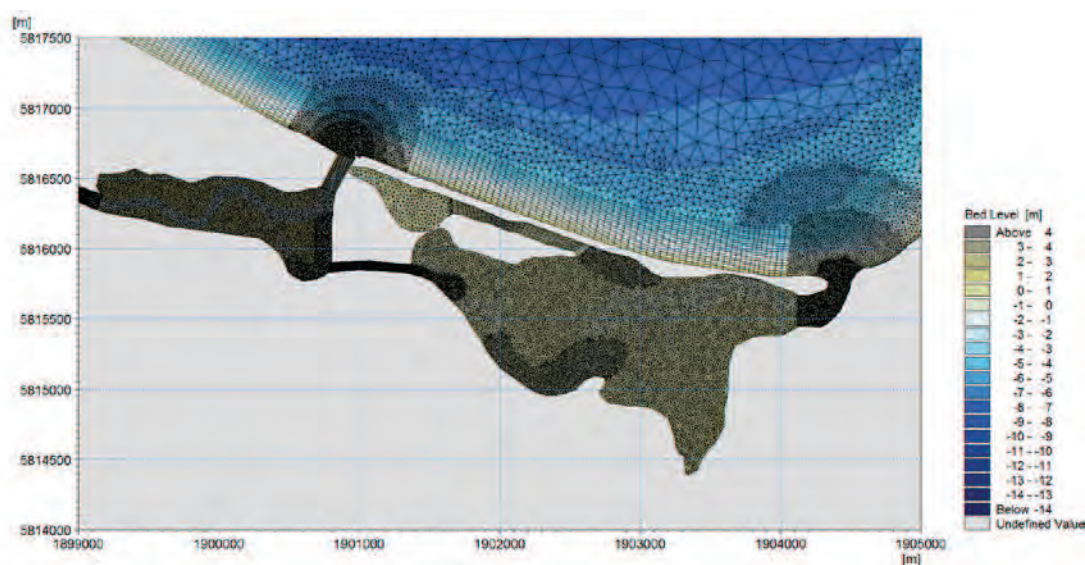 [m]
5817500
5817000
5816500
5816000
5815500
5815000
5814500
5814000
1899000 1900000 1901000 1902000 1903000 1904000 1905000
[m]
Bed Level [m]
Above 4
3 - 4
2 - 3
1 - 2
0 - 1
-1 - 0
-2 - -1
-3 - -2
-4 - -3
-5 - -4
-6 - -5
-7 - -6
-8 - -7
-9 - -8
-10 - -9
-11 - -10
-12 - -11
-13 - -12
-14 - -13
Below -14
Undefined Value